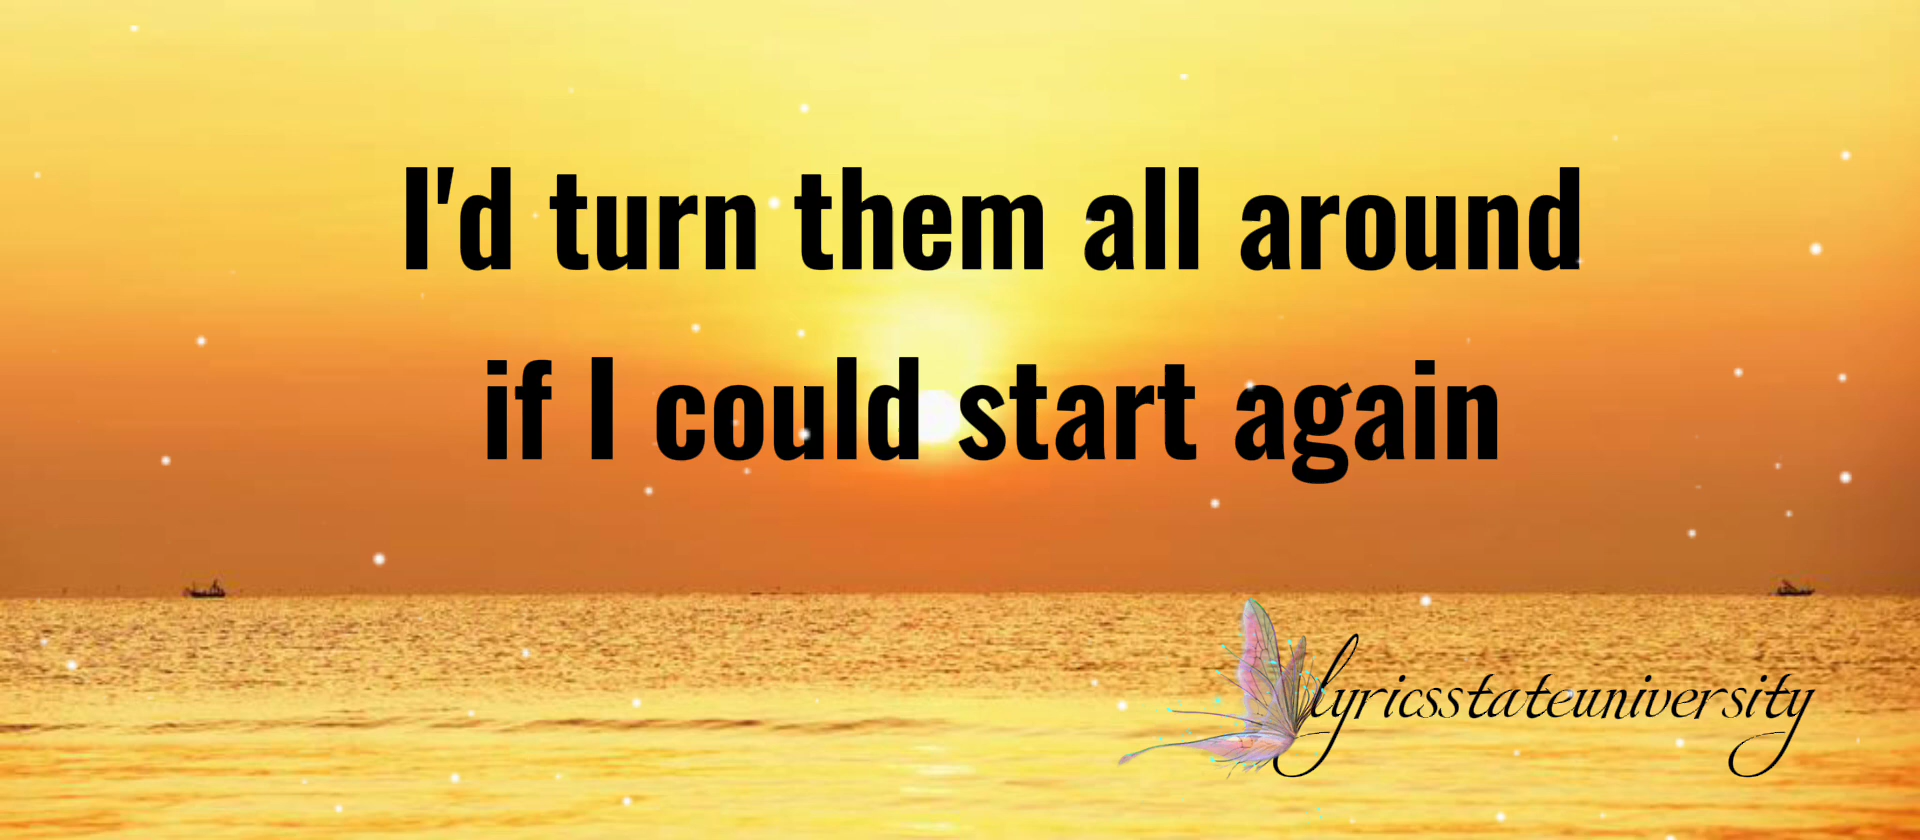 I'd turn them all around
if I could start again
lyricsstateuniversity